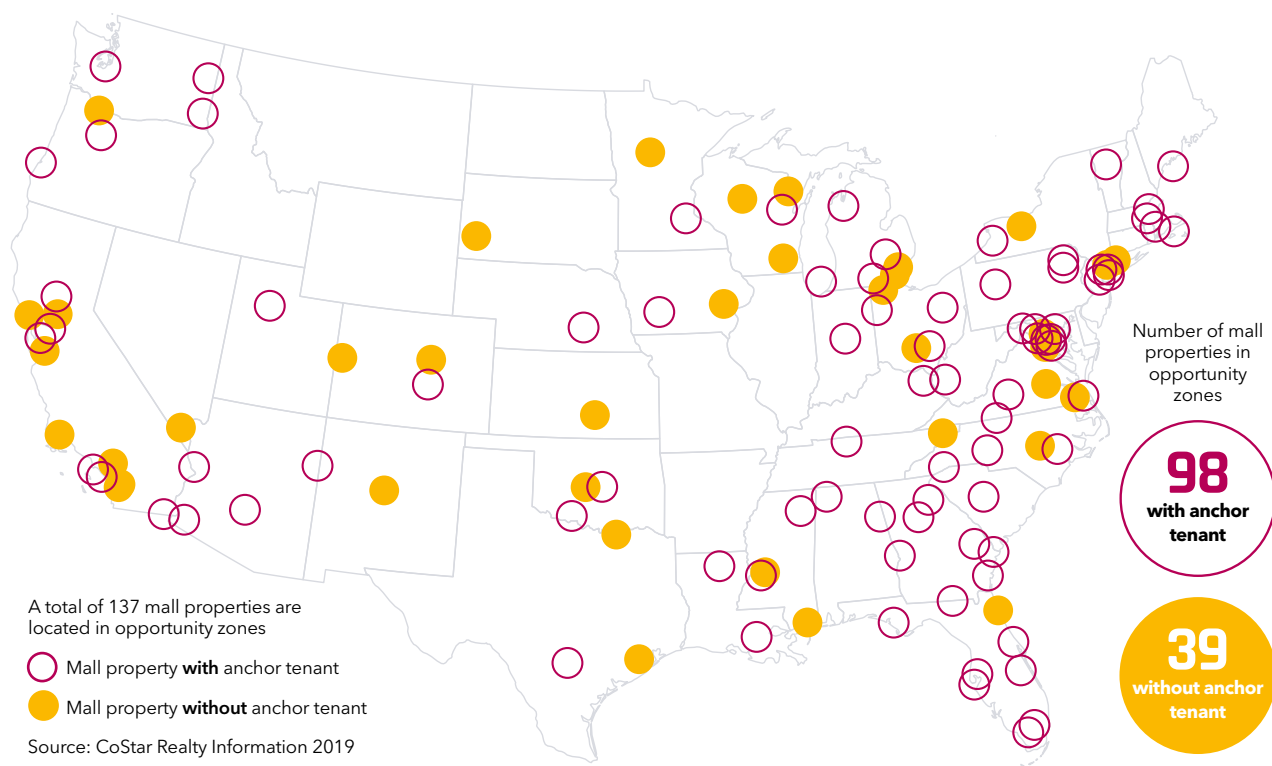 Number of mall
properties in
opportunity
zones
98
with anchor
tenant
39
without anchor
tenant
A total of 137 mall properties are
located in opportunity zones
Mall property with anchor tenant
Mall property without anchor tenant
Source: CoStar Realty Information 2019